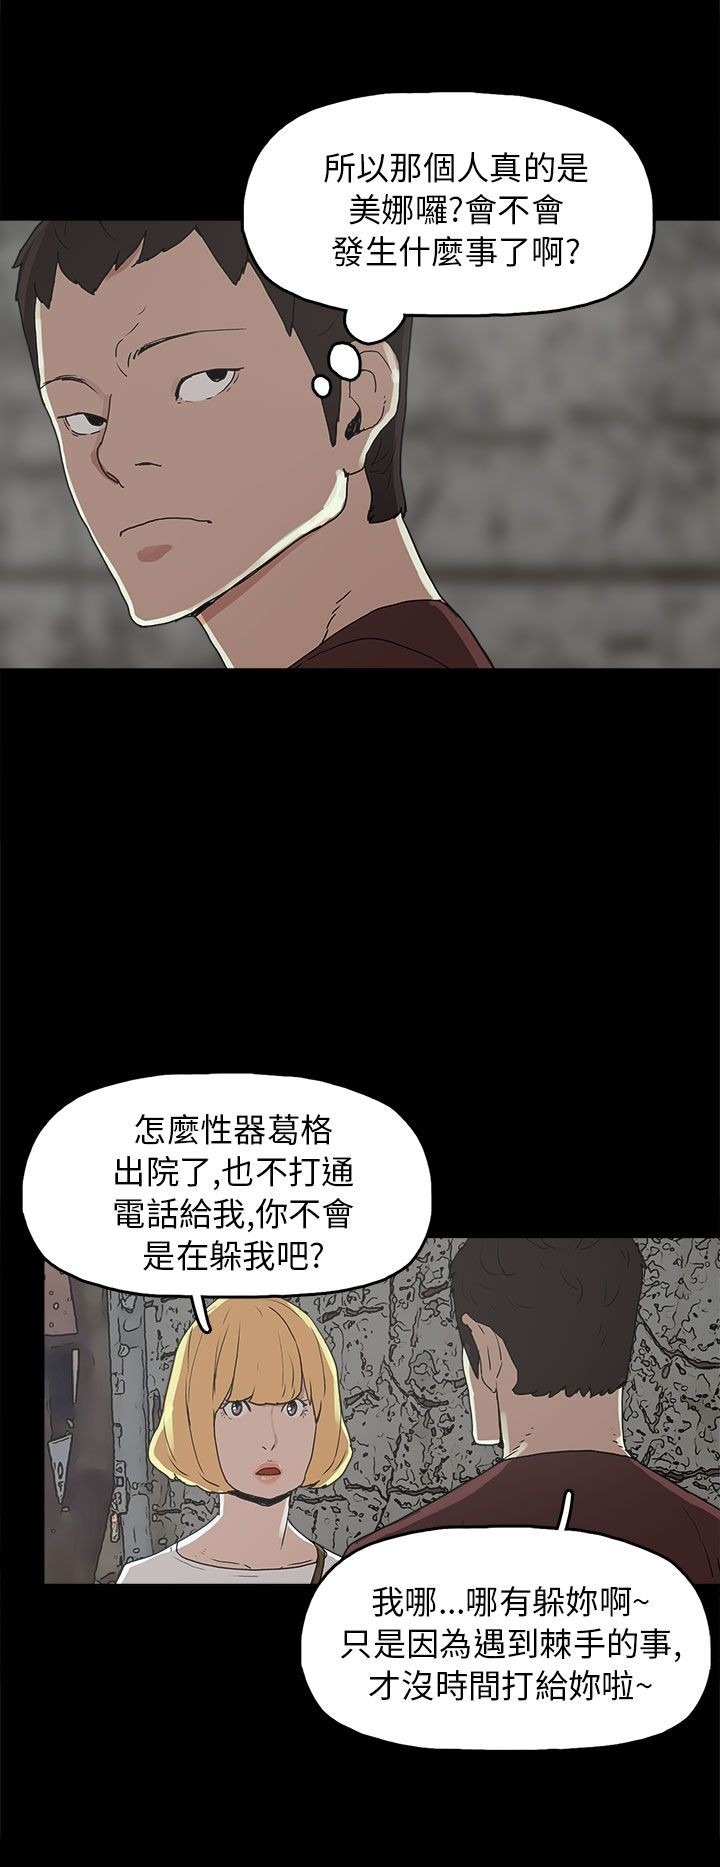 所以那個人真的是
美娜囉?會不會
發生什麼事了啊?
怎麼性器葛格
出院了,也不打通
電話給我,你不會
是在躲我吧?
我哪...哪有躲妳啊~
只是因為遇到棘手的事,
才沒時間打給妳啦~